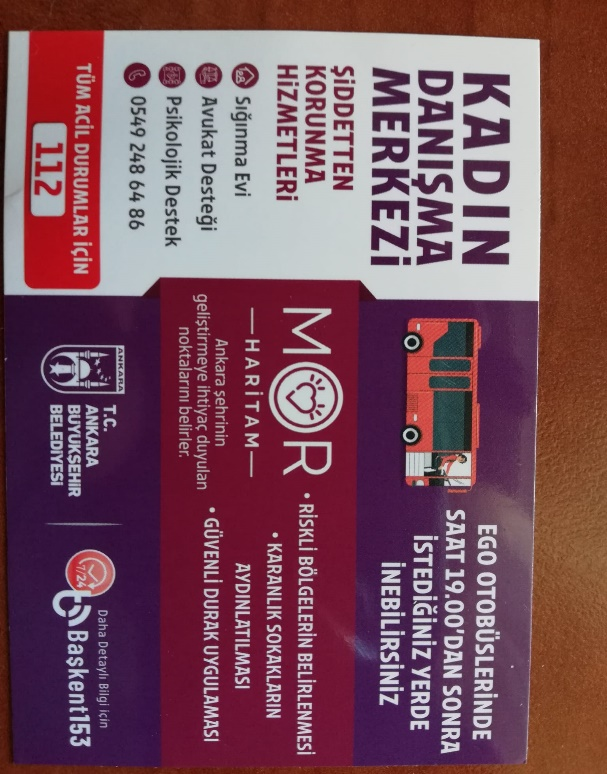 KADIN
DANIŞMA
MERKEZİ
ŞİDDETTEN
KORUNMA
HİZMETLERİ
Sığınma Evi
Avukat Desteği
Psikolojik Destek
0549 248 64 86
TÜM ACİL DURUMLAR İÇİN
112
EGO OTOBÜSLERİNDE
SAAT 19.00'DAN SONRA
İSTEDİĞİNİZ YERDE
İNEBİLİRSİNİZ
MOR
—HARİTAM—
Ankara şehrinin
geliştirmeye ihtiyaç duyulan
noktalarını belirler.
• RİSKLİ BÖLGELERİN BELİRLENMESİ
• KARANLIK SOKAKLARIN
AYDINLATILMASI
• GÜVENLİ DURAK UYGULAMASI
ANKARA
T.C.
ANKARA
BÜYÜKŞEHİR
BELEDİYESİ
7/24
Daha Detaylı Bilgi için
Başkent153